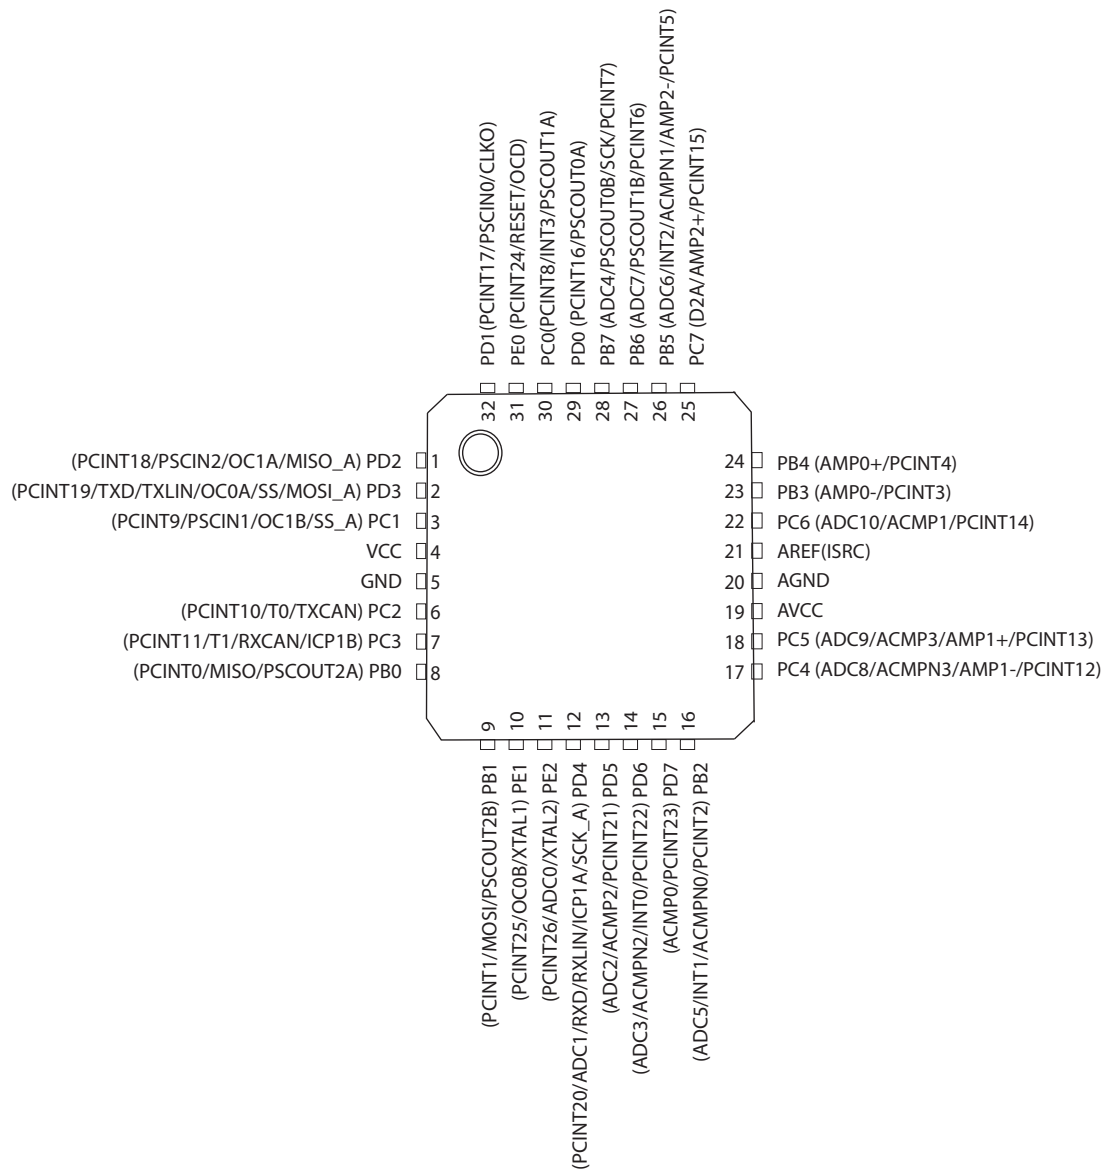 PD1(PCINT17/PSCIN0/CLKO)
PE0 (PCINT24/RESET/OCD)
PC0(PCINT8/INT3/PSCOUT1A)
PD0 (PCINT16/PSCOUT0A)
PB7 (ADC4/PSCOUT0B/SCK/PCINT7)
PB6 (ADC7/PSCOUT1B/PCINT6)
PB5 (ADC6/INT2/ACMPN1/AMP2-/PCINT5)
PC7 (D2A/AMP2+/PCINT15)
32
31
30
29
28
27
26
25
(PCINT18/PSCIN2/OC1A/MISO_A) PD2 1
(PCINT19/TXD/TXLIN/OC0A/SS/MOSI_A) PD3 2
(PCINT9/PSCIN1/OC1B/SS_A) PC1 3
VCC 4
GND 5
(PCINT10/T0/TXCAN) PC2 6
(PCINT11/T1/RXCAN/ICP1B) PC3 7
(PCINT0/MISO/PSCOUT2A) PB0 8
24 PB4 (AMP0+/PCINT4)
23 PB3 (AMP0-/PCINT3)
22 PC6 (ADC10/ACMP1/PCINT14)
21 AREF(ISRC)
20 AGND
19 AVCC
18 PC5 (ADC9/ACMP3/AMP1+/PCINT13)
17 PC4 (ADC8/ACMPN3/AMP1-/PCINT12)
9
10
11
12
13
14
15
16
(PCINT1/MOSI/PSCOUT2B) PB1
(PCINT25/OC0B/XTAL1) PE1
(PCINT26/ADC0/XTAL2) PE2
(PCINT20/ADC1/RXD/RXLIN/ICP1A/SCK_A) PD4
(ADC2/ACMP2/PCINT21) PD5
(ADC3/ACMPN2/INT0/PCINT22) PD6
(ACMP0/PCINT23) PD7
(ADC5/INT1/ACMPN0/PCINT2) PB2